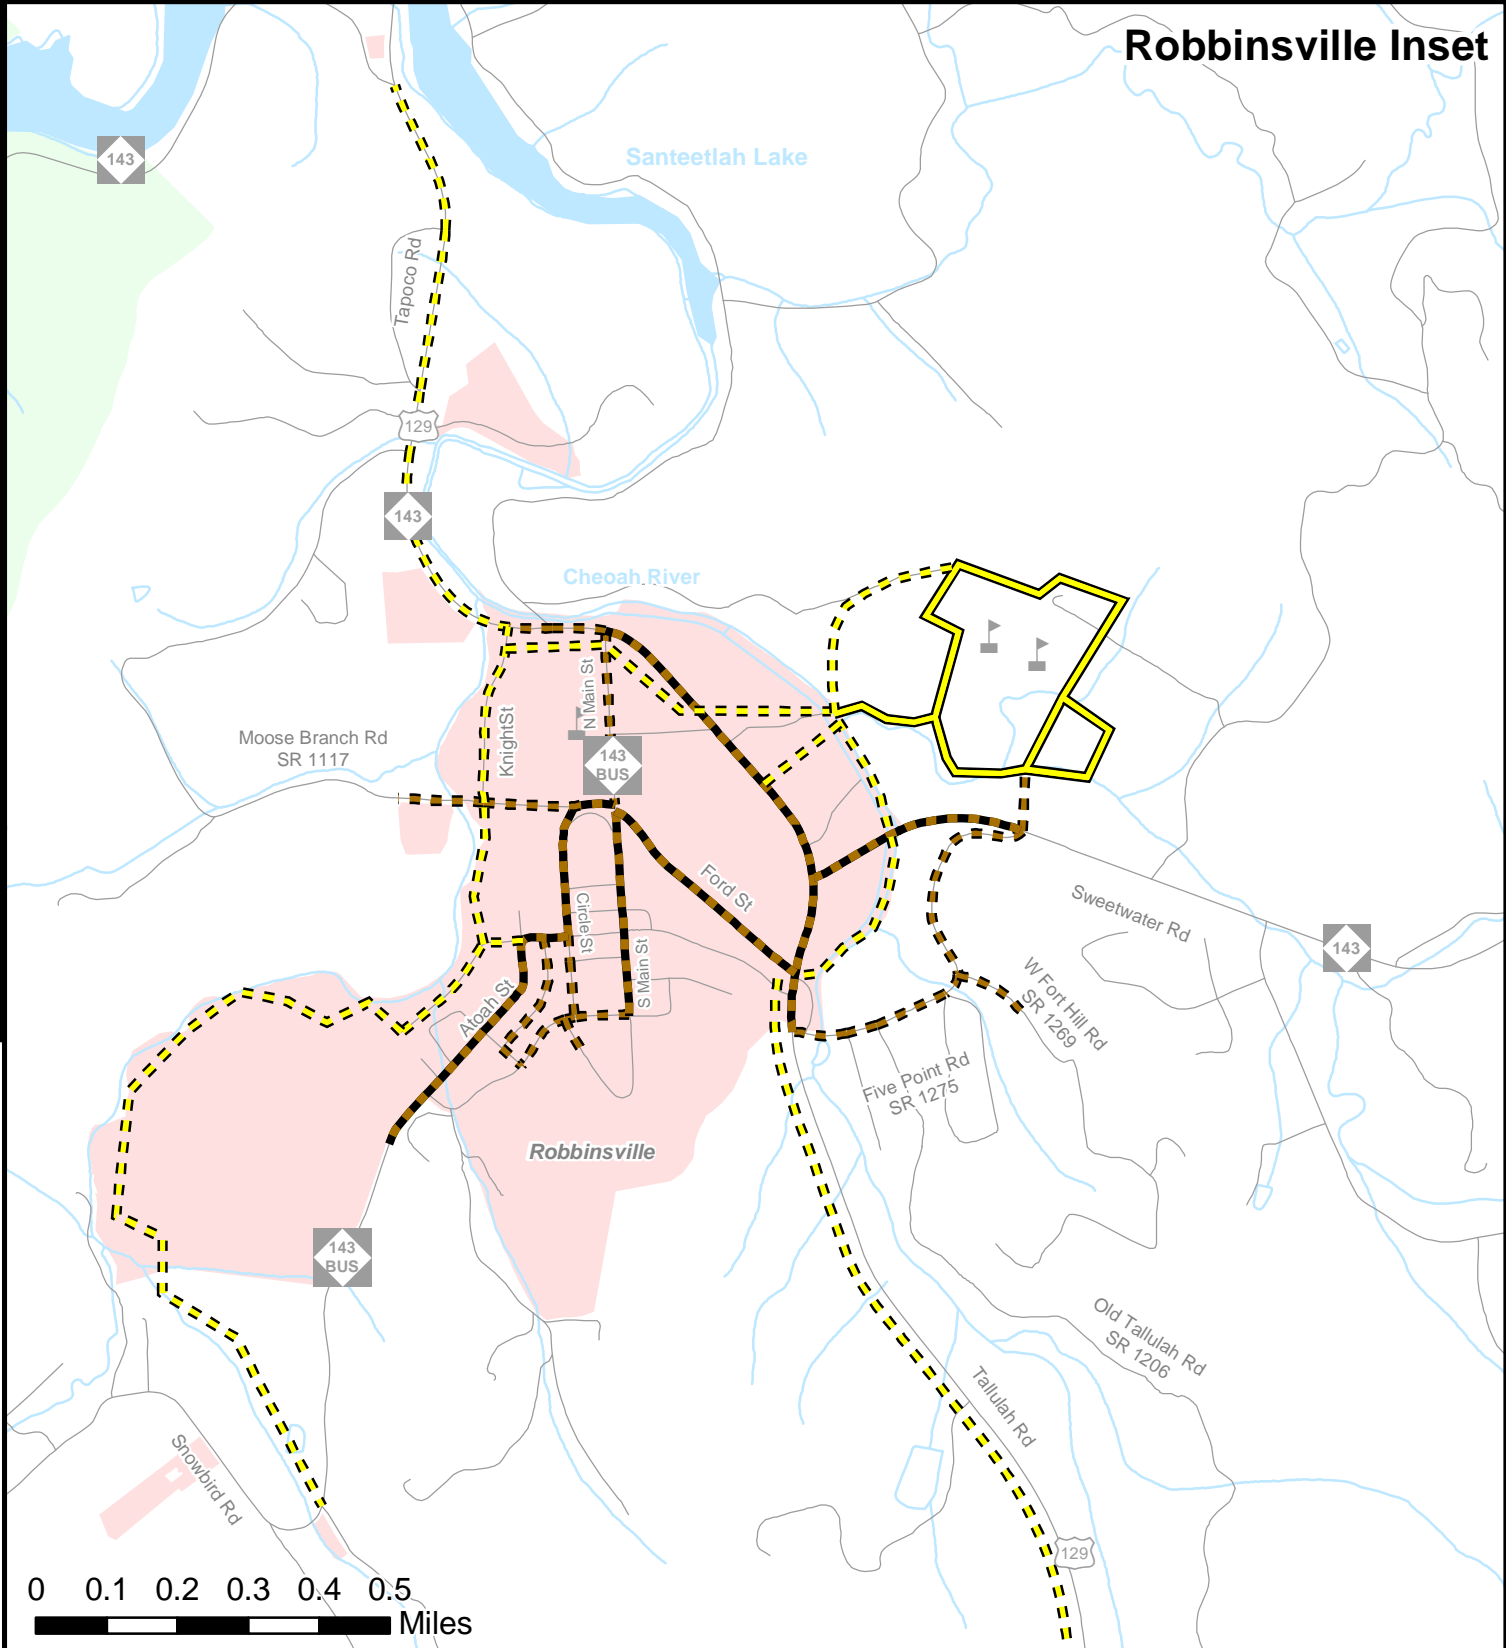 Robbinsville Inset
143
Santeetlah Lake
Tapoco Rd
129
143
Cheoah River
N Main St
KnightSt
Moose Branch Rd
SR 1117
143
BUS
Ford St
Circle St
S Main St
Sweetwater Rd
143
Atoah St
W Fort Hill Rd
SR 1269
Five Point Rd
SR 1275
Robbinsville
143
BUS
Old Tallulah Rd
SR 1206
Tallulah Rd
Snowbird Rd
129
0 0.1 0.2 0.3 0.4 0.5
Miles